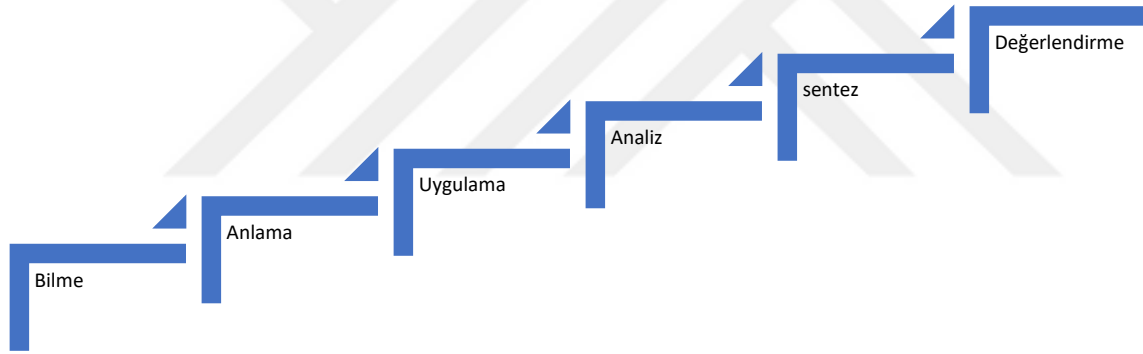 Değerlendirme
sentez
Analiz
Uygulama
Anlama
Bilme